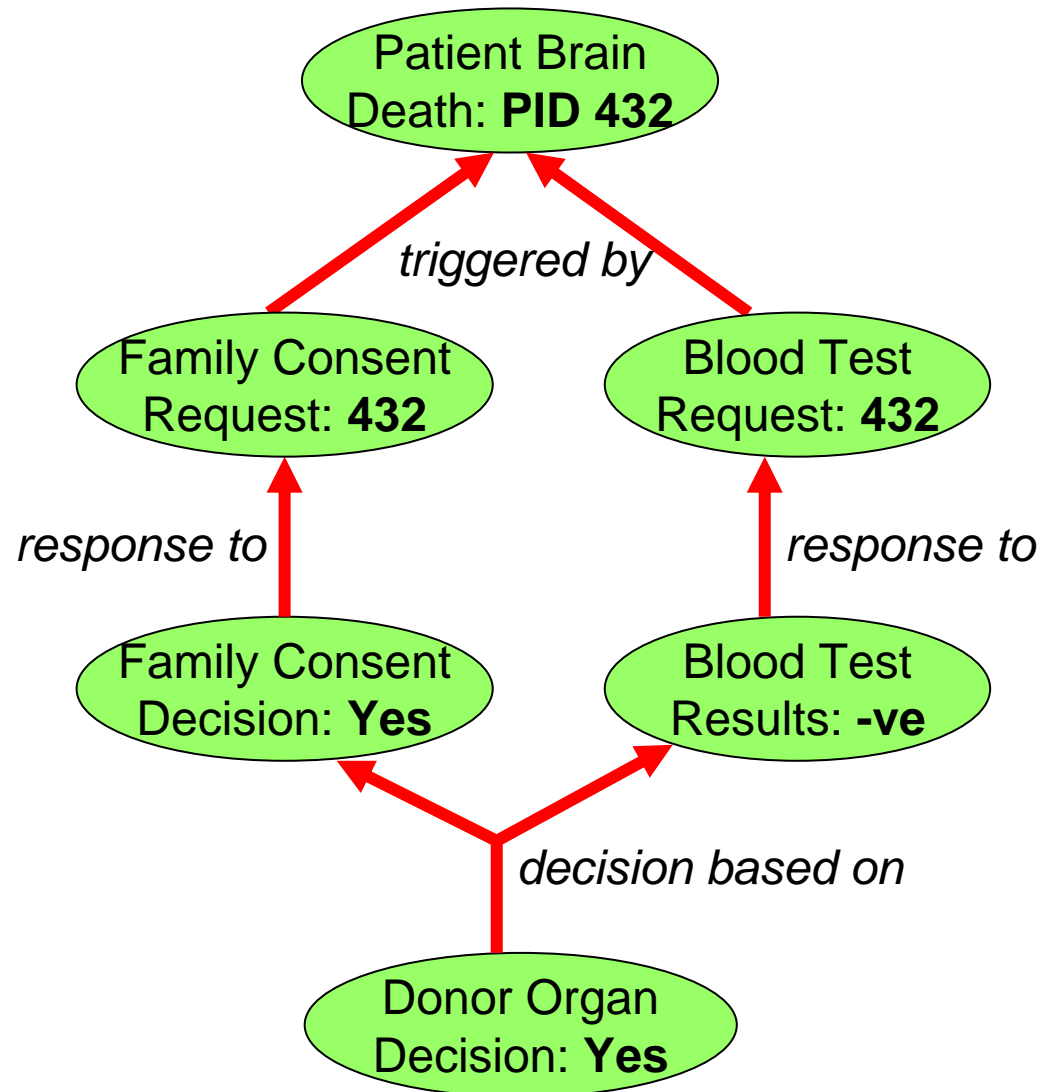 Patient Brain
Death: PID 432
triggered by
Family Consent
Request: 432
Blood Test
Request: 432
response to
response to
Family Consent
Decision: Yes
Blood Test
Results: -ve
decision based on
Donor Organ
Decision: Yes